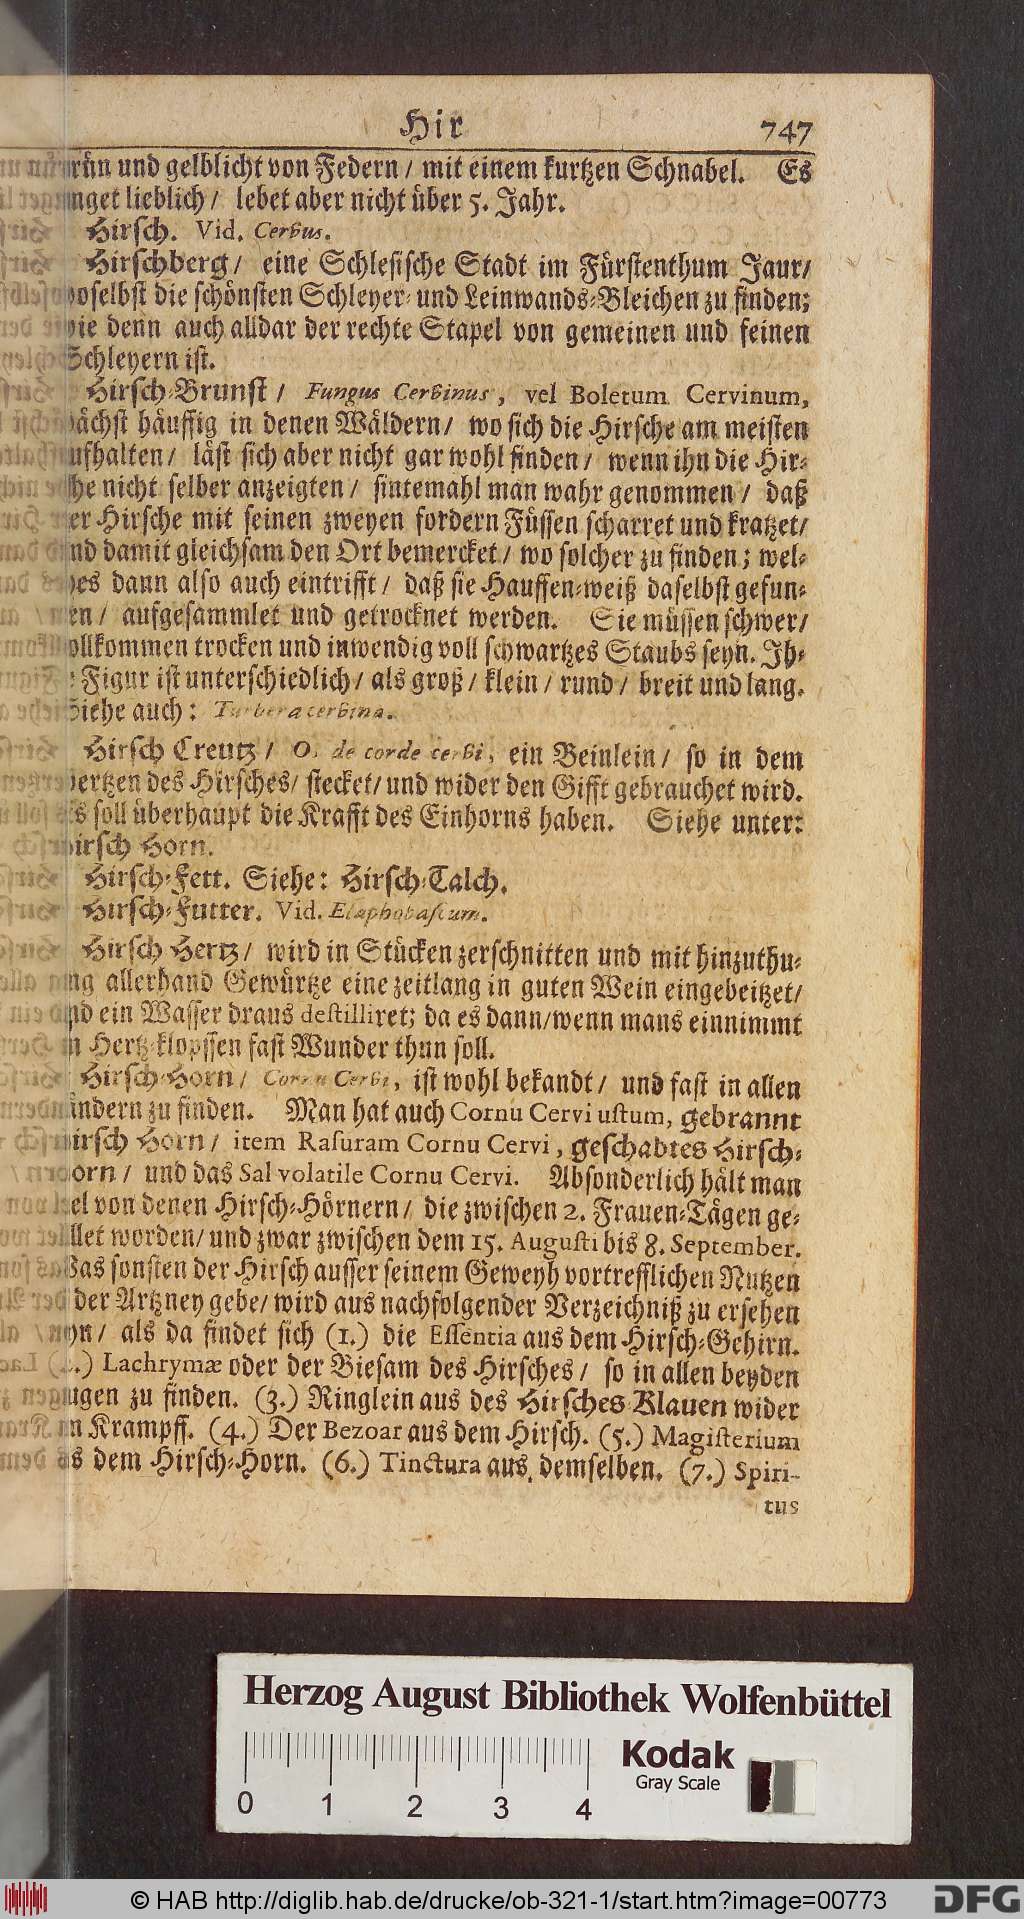 Hir 747
grün und gelblicht von Federn / mit einem kurtzen Schnabel. Es
singet lieblich / lebet aber nicht über 5. Jahr.
Hirsch. Vid. Cervus.
Hirschberg / eine Schlesische Stadt im Fürstenthum Jaur /
woselbst die schönsten Schleyer- und Leinwands-Bleichen zu finden;
wie denn auch alldar der rechte Stapel von gemeinen und feinen
Schleyern ist.
Hirsch-Brunst / Fungus Cervinus, vel Boletum Cervinum,
wächst häuffig in denen Wäldern / wo sich die Hirsche am meisten
aufhalten / läst sich aber nicht gar wohl finden / wenn ihn die Hir-
sche nicht selber anzeigten / sintemahl man wahr genommen / daß
der Hirsche mit seinen zweyen fordern Füssen scharret und kratzet /
und damit gleichsam den Ort bemercket / wo solcher zu finden; wel-
ches dann also auch eintrifft / daß sie Hauffen-weiß daselbst gefun-
den / aufgesammlet und getrocknet werden. Sie müssen schwer /
vollkommen trocken und inwendig voll schwartzes Staubs seyn. Ih-
re Figur ist unterschiedlich / als groß / klein / rund / breit und lang.
Siehe auch: Tubera cervina.
Hirsch Creutz / O. de corde cervi, ein Beinlein / so in dem
Hertzen des Hirsches / stecket / und wider den Gifft gebrauchet wird.
Es soll überhaupt die Krafft des Einhorns haben. Siehe unter:
Hirsch Horn.
Hirsch-Fett. Siehe: Hirsch-Talch.
Hirsch-Futter. Vid. Elaphobascum.
Hirsch Hertz / wird in Stücken zerschnitten und mit hinzuthu-
ung allerhand Gewürtze eine zeitlang in guten Wein eingebeitzet /
und ein Wasser draus destilliret; da es dann / wenn mans einnimmt
in Hertz-klopffen fast Wunder thun soll.
Hirsch-Horn / Cornu Cervi, ist wohl bekandt / und fast in allen
Ländern zu finden. Man hat auch Cornu Cervi ustum, gebrannt
Hirsch Horn / item Rasuram Cornu Cervi, geschabtes Hirsch-
Horn / und das Sal volatile Cornu Cervi. Absonderlich hält man
viel von denen Hirsch-Hörnern / die zwischen 2. Frauen-Tägen ge-
fället worden / und zwar zwischen dem 15. Augusti bis 8. September.
Was sonsten der Hirsch ausser seinem Geweyh vortrefflichen Nutzen
in der Artzney gebe / wird aus nachfolgender Verzeichniß zu ersehen
seyn / als da findet sich (1.) die Essentia aus dem Hirsch-Gehirn.
(2.) Lachrymæ oder der Biesam des Hirsches / so in allen beyden
Augen zu finden. (3.) Ringlein aus des Hirsches Klauen wider
den Krampff. (4.) Der Bezoar aus dem Hirsch. (5.) Magisterium
aus dem Hirsch-Horn. (6.) Tinctura aus demselben. (7.) Spiri-
tus
Herzog August Bibliothek Wolfenbüttel
Kodak
Gray Scale
0 1 2 3 4
© HAB http://diglib.hab.de/drucke/ob-321-1/start.htm?image=00773
DFG